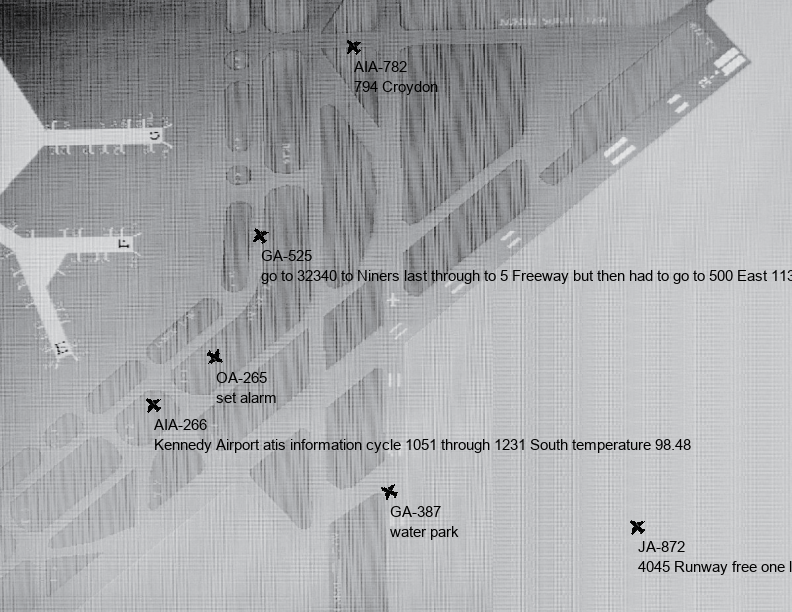 AIA-782
794 Croydon
GA-525
go to 32340 to Niners last through to 5 Freeway but then had to go to 500 East 113
OA-265
set alarm
AIA-266
Kennedy Airport atis information cycle 1051 through 1231 South temperature 98.48
GA-387
water park
JA-872
4045 Runway free one